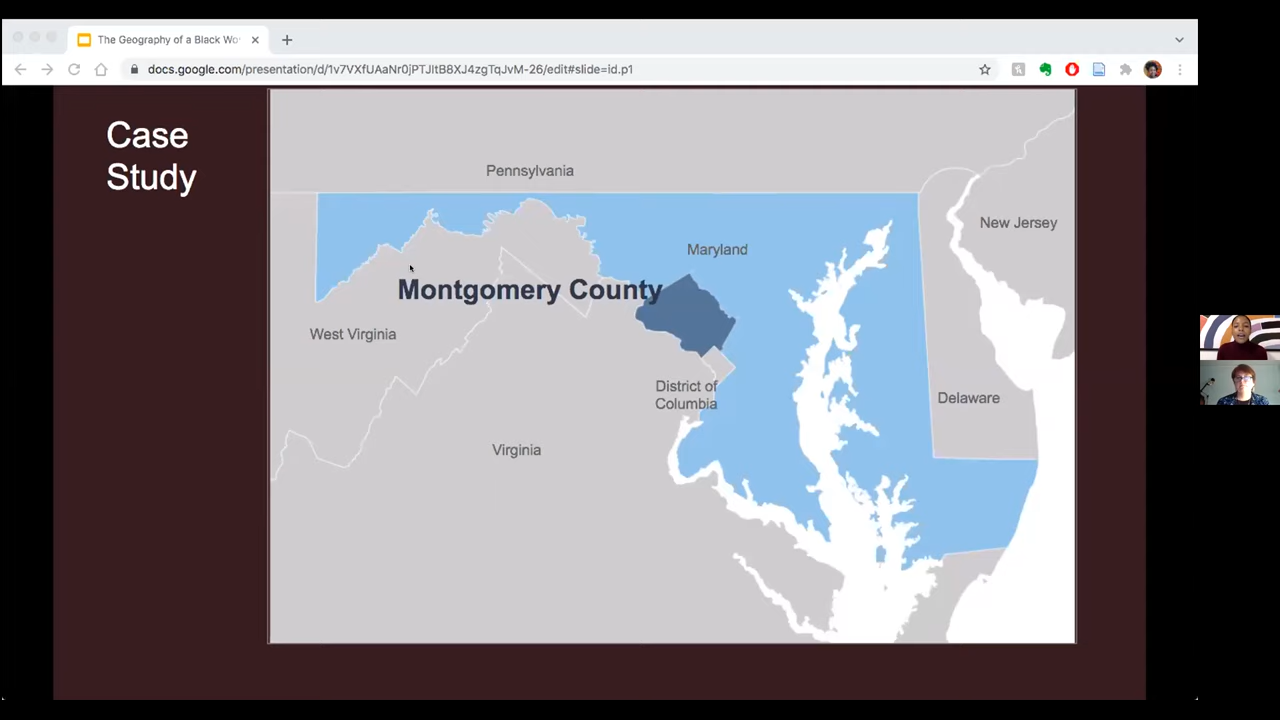 The Geography of a Black Wo
docs.google.com/presentation/d/1v7VXfUAaNr0jPTJItB8XJ4zgTqJvM-26/edit#slide=id.p1
Case
Study
Pennsylvania
New Jersey
Maryland
Montgomery County
West Virginia
District of
Columbia
Delaware
Virginia